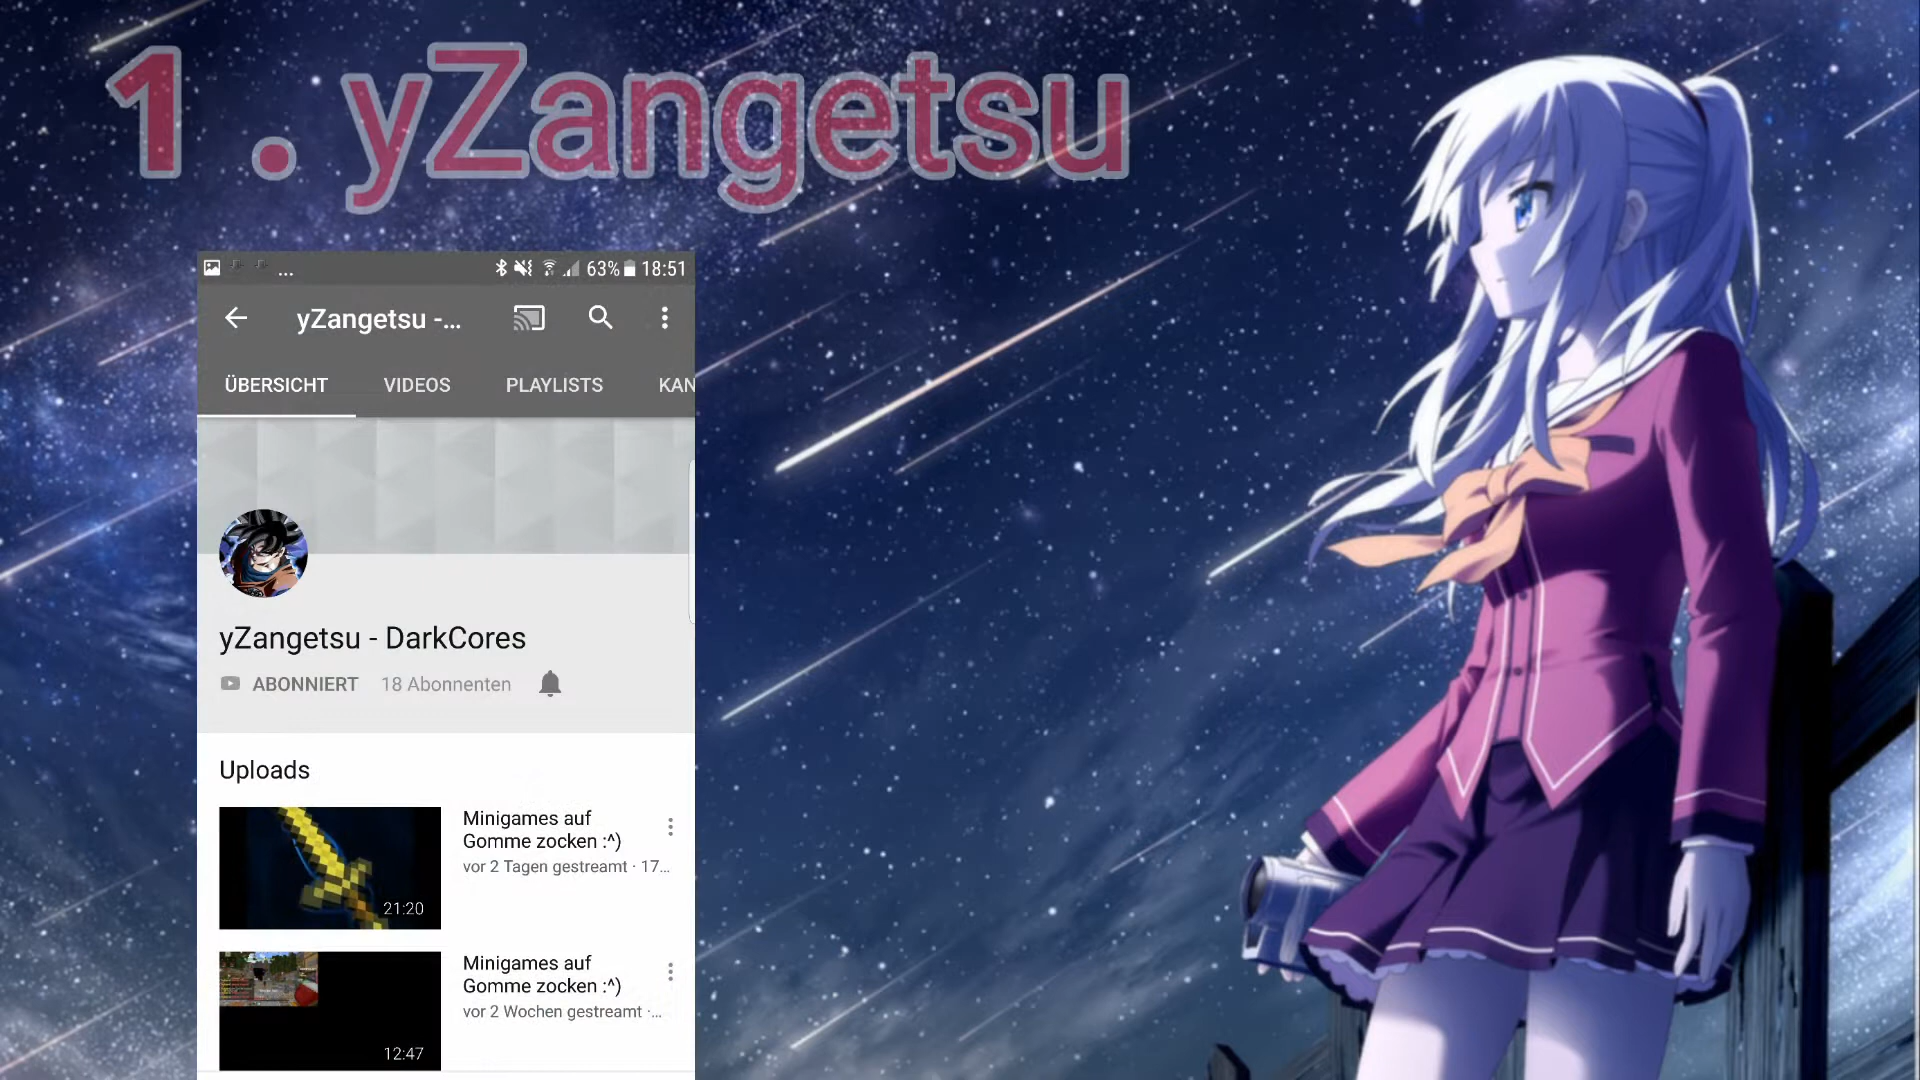 1. yZangetsu
... 63% 18:51
yZangetsu -...
ÜBERSICHT VIDEOS PLAYLISTS KAN
yZangetsu - DarkCores
ABONNIERT 18 Abonnenten
Uploads
Minigames auf
Gomme zocken :^)
vor 2 Tagen gestreamt · 17...
21:20
Minigames auf
Gomme zocken :^)
vor 2 Wochen gestreamt ·...
12:47